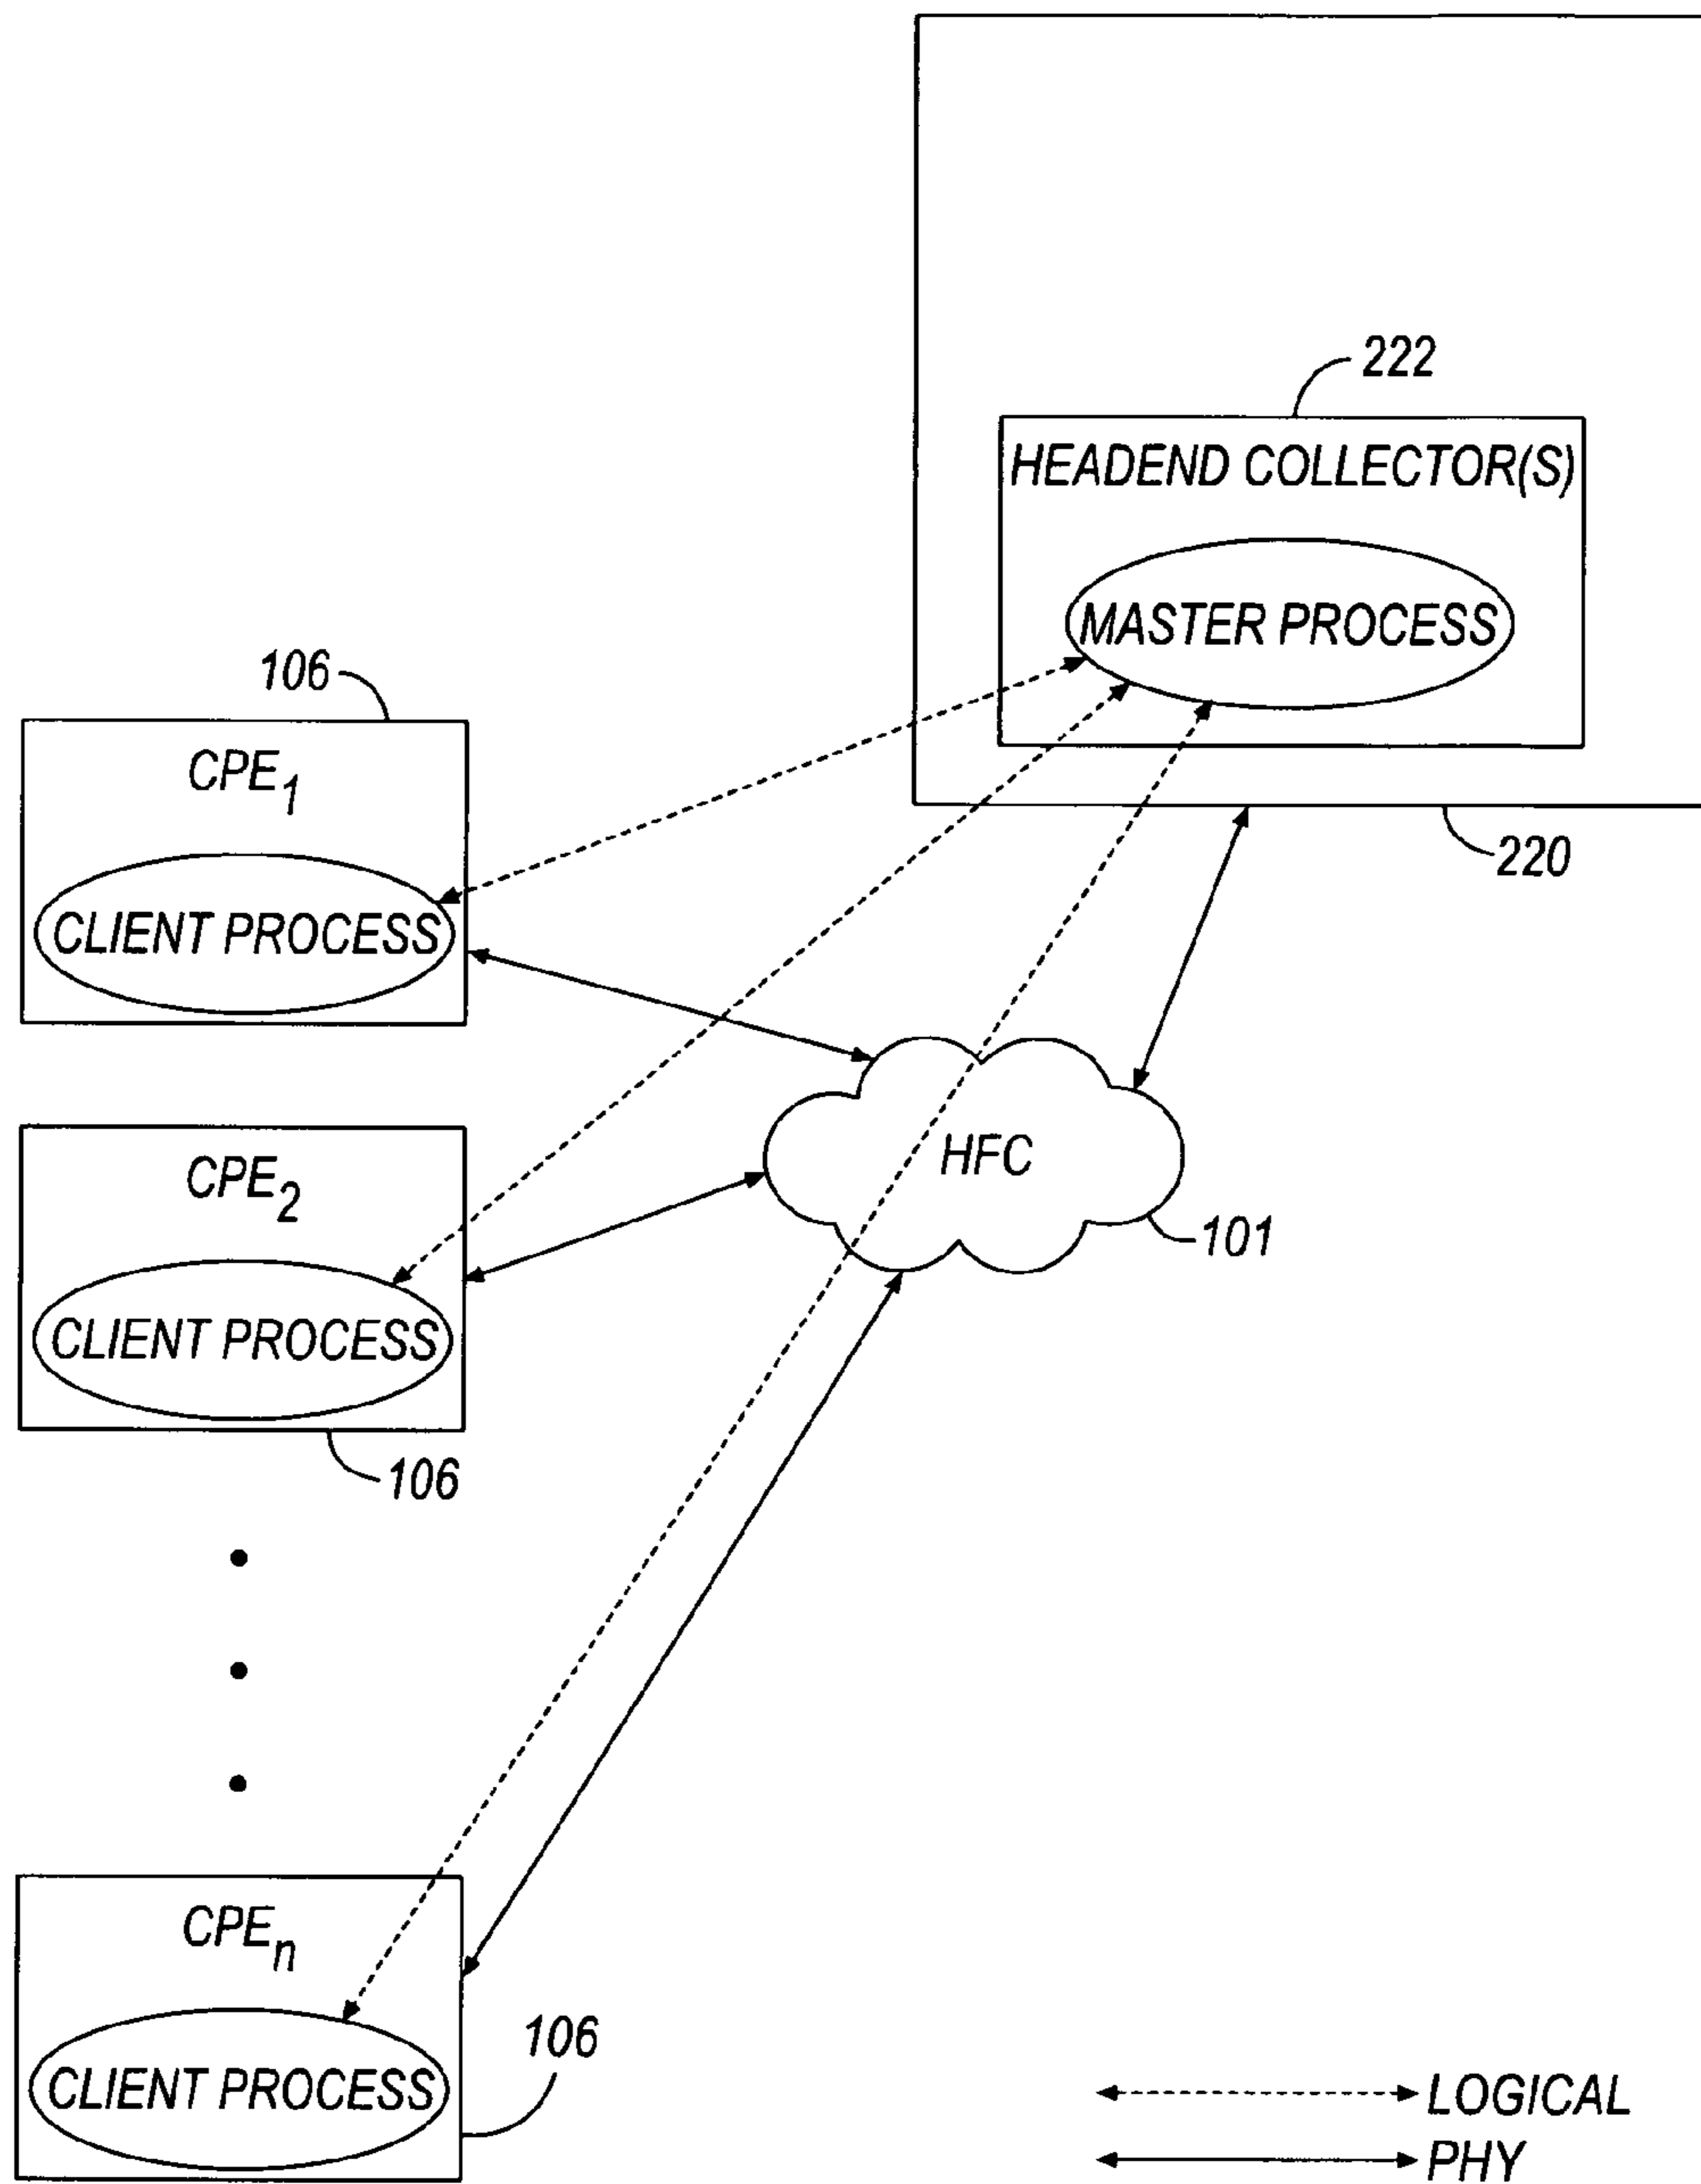 222
HEADEND COLLECTOR(S)
MASTER PROCESS
106
CPE1
CLIENT PROCESS
220
HFC
101
CPE2
CLIENT PROCESS
106
CPEn
CLIENT PROCESS
106
LOGICAL
PHY